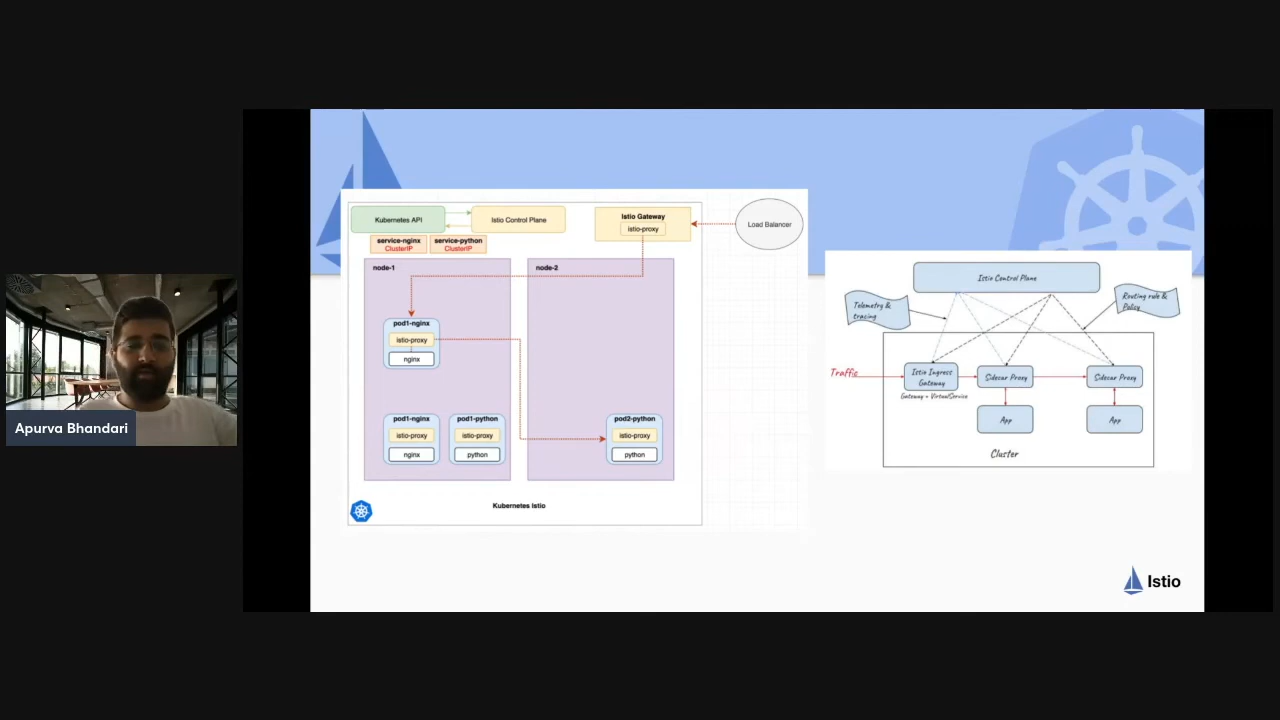 Apurva Bhandari
Kubernetes API
Istio Control Plane
Istio Gateway
istio-proxy
Load Balancer
service-nginx
ClusterIP
service-python
ClusterIP
node-1
node-2
pod1-nginx
istio-proxy
nginx
pod1-nginx
istio-proxy
nginx
pod1-python
istio-proxy
python
pod2-python
istio-proxy
python
Kubernetes Istio
Istio Control Plane
Telemetry &
tracing
Routing rule &
Policy
Traffic
Istio Ingress
Gateway
Gateway + VirtualService
Sidecar Proxy
Sidecar Proxy
App
App
Cluster
Istio